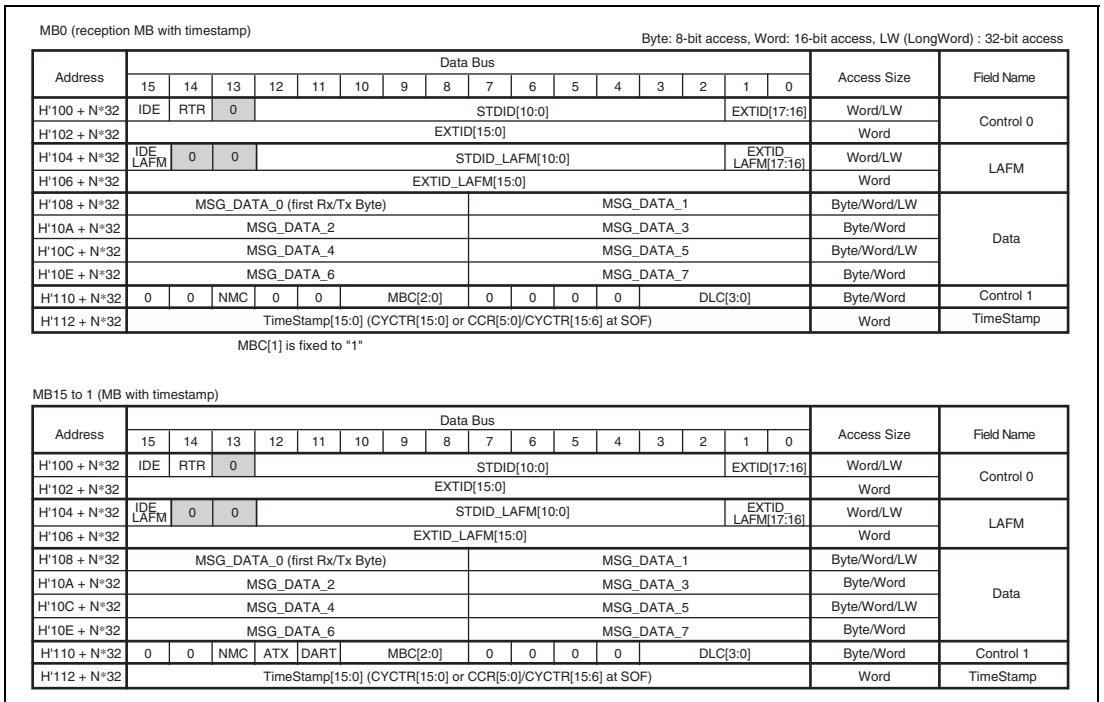 MB0 (reception MB with timestamp)
Byte: 8-bit access, Word: 16-bit access, LW (LongWord) : 32-bit access
Address Data Bus Access Size Field Name
15 14 13 12 11 10 9 8 7 6 5 4 3 2 1 0
H'100 + N*32 IDE RTR 0 STDID[10:0] EXTID[17:16] Word/LW Control 0
H'102 + N*32 EXTID[15:0] Word
H'104 + N*32 IDE_LAFM 0 0 STDID_LAFM[10:0] EXTID_LAFM[17:16] Word/LW LAFM
H'106 + N*32 EXTID_LAFM[15:0] Word
H'108 + N*32 MSG_DATA_0 (first Rx/Tx Byte) MSG_DATA_1 Byte/Word/LW Data
H'10A + N*32 MSG_DATA_2 MSG_DATA_3 Byte/Word
H'10C + N*32 MSG_DATA_4 MSG_DATA_5 Byte/Word/LW
H'10E + N*32 MSG_DATA_6 MSG_DATA_7 Byte/Word
H'110 + N*32 0 0 NMC 0 0 MBC[2:0] 0 0 0 0 DLC[3:0] Byte/Word Control 1
H'112 + N*32 TimeStamp[15:0] (CYCTR[15:0] or CCR[5:0]/CYCTR[15:6] at SOF) Word TimeStamp
MBC[1] is fixed to "1"
MB15 to 1 (MB with timestamp)
Address Data Bus Access Size Field Name
15 14 13 12 11 10 9 8 7 6 5 4 3 2 1 0
H'100 + N*32 IDE RTR 0 STDID[10:0] EXTID[17:16] Word/LW Control 0
H'102 + N*32 EXTID[15:0] Word
H'104 + N*32 IDE_LAFM 0 0 STDID_LAFM[10:0] EXTID_LAFM[17:16] Word/LW LAFM
H'106 + N*32 EXTID_LAFM[15:0] Word
H'108 + N*32 MSG_DATA_0 (first Rx/Tx Byte) MSG_DATA_1 Byte/Word/LW Data
H'10A + N*32 MSG_DATA_2 MSG_DATA_3 Byte/Word
H'10C + N*32 MSG_DATA_4 MSG_DATA_5 Byte/Word/LW
H'10E + N*32 MSG_DATA_6 MSG_DATA_7 Byte/Word
H'110 + N*32 0 0 NMC ATX DART MBC[2:0] 0 0 0 0 DLC[3:0] Byte/Word Control 1
H'112 + N*32 TimeStamp[15:0] (CYCTR[15:0] or CCR[5:0]/CYCTR[15:6] at SOF) Word TimeStamp